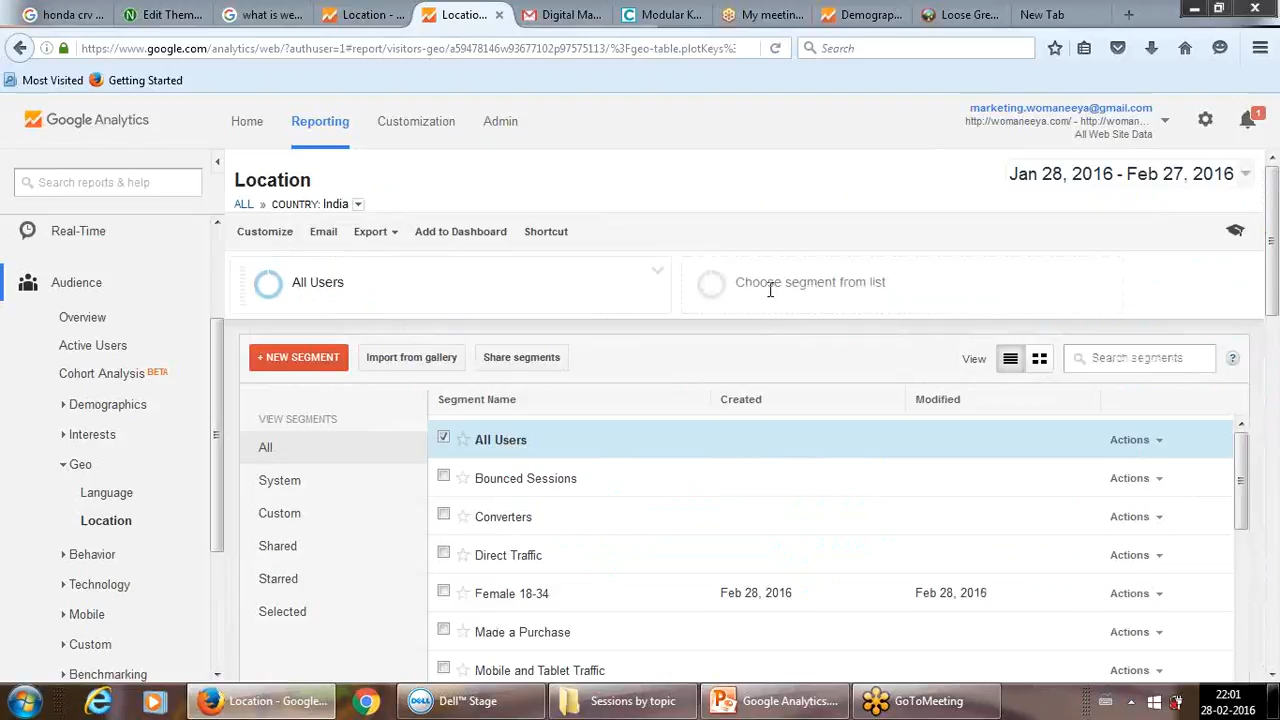 honda crv ...
Edit Them...
what is we...
Location - ...
Locatio...
Digital Ma...
Modular K...
My meetin...
Demograp...
Loose Gre...
New Tab
https://www.google.com/analytics/web/?authuser=1#report/visitors-geo/a59478146w93677101p97575113/%3Fgeo-table.plotKeys%
Search
Most Visited
Getting Started
Google Analytics
Home
Reporting
Customization
Admin
marketing.womaneeya@gmail.com
http://womaneeya.com/ - http://woman...
All Web Site Data
1
Search reports & help
Real-Time
Audience
Overview
Active Users
Cohort Analysis BETA
Demographics
Interests
Geo
Language
Location
Behavior
Technology
Mobile
Custom
Benchmarking
Location
Jan 28, 2016 - Feb 27, 2016
ALL » COUNTRY: India
Customize
Email
Export
Add to Dashboard
Shortcut
All Users
Choose segment from list
+ NEW SEGMENT
Import from gallery
Share segments
View
Search segments
?
VIEW SEGMENTS
All
System
Custom
Shared
Starred
Selected
Segment Name
Created
Modified
All Users
Actions
Bounced Sessions
Actions
Converters
Actions
Direct Traffic
Actions
Female 18-34
Feb 28, 2016
Feb 28, 2016
Actions
Made a Purchase
Actions
Mobile and Tablet Traffic
Actions
Location - Google...
DELL
Dell™ Stage
Sessions by topic
Google Analytics....
GoToMeeting
22:01
28-02-2016